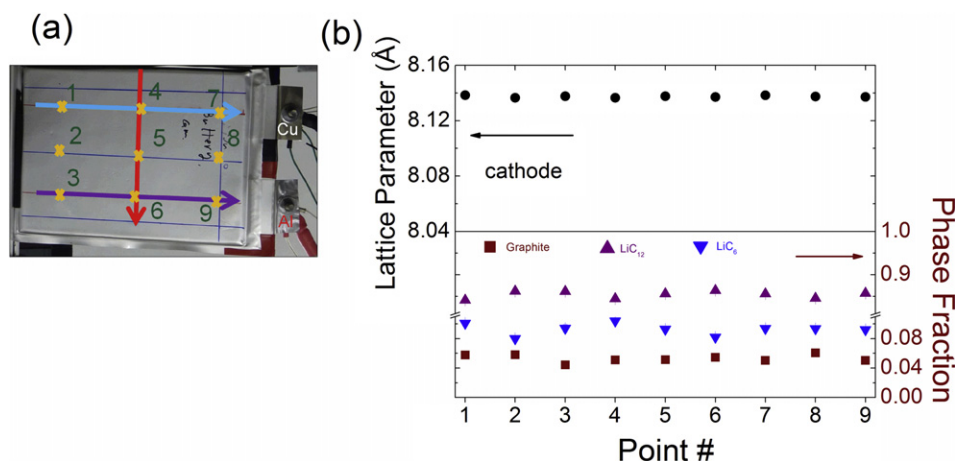 (a)
(b)
1 4 7
2 5 8
3 6 9
Cu
Al
Lattice Parameter (Å)
8.16
8.12
8.08
8.04
cathode
Graphite LiC₁₂ LiC₆
1.0
0.9
0.08
0.04
0.00
Phase Fraction
1 2 3 4 5 6 7 8 9
Point #